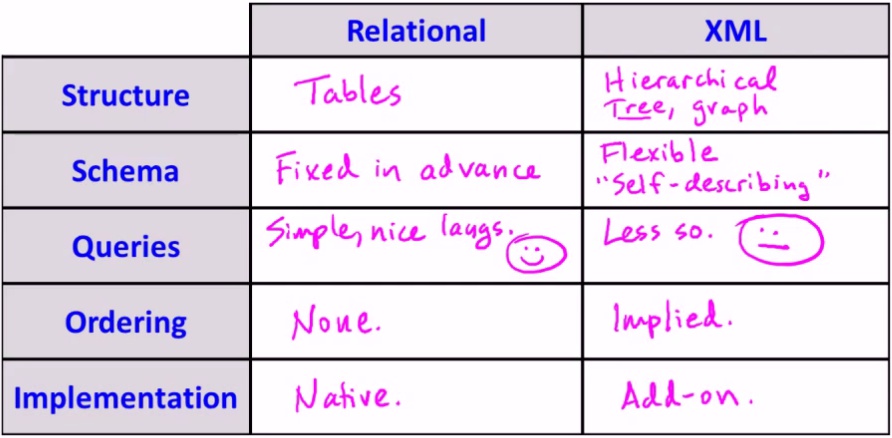 Relational XML
Structure Tables Hierarchical
Tree, graph
Schema Fixed in advance Flexible
"Self-describing"
Queries Simple, nice langs. Less so.
Ordering None. Implied.
Implementation Native. Add-on.